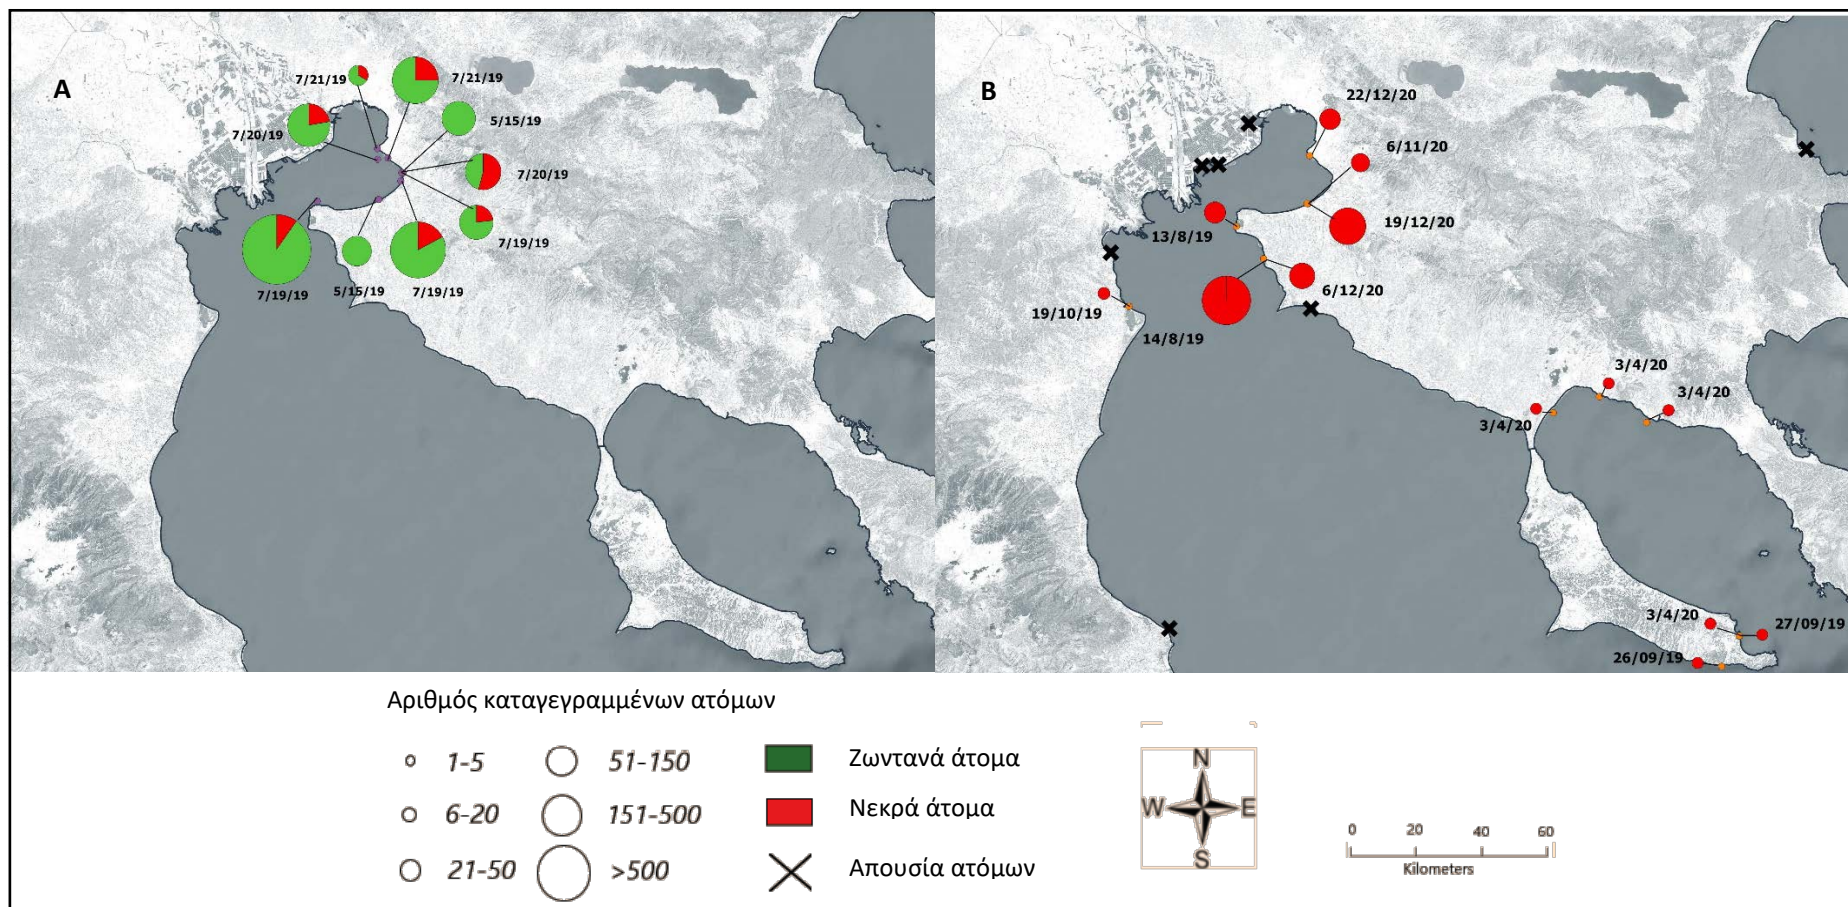 A
7/21/19
7/21/19
7/20/19
5/15/19
7/20/19
7/19/19
7/19/19
5/15/19
7/19/19
B
22/12/20
6/11/20
19/12/20
13/8/19
6/12/20
19/10/19
14/8/19
3/4/20
3/4/20
3/4/20
3/4/20
27/09/19
26/09/19
Αριθμός καταγεγραμμένων ατόμων
1-5
51-150
6-20
151-500
21-50
>500
Ζωντανά άτομα
Νεκρά άτομα
Απουσία ατόμων
N
W E
S
0 20 40 60
Kilometers